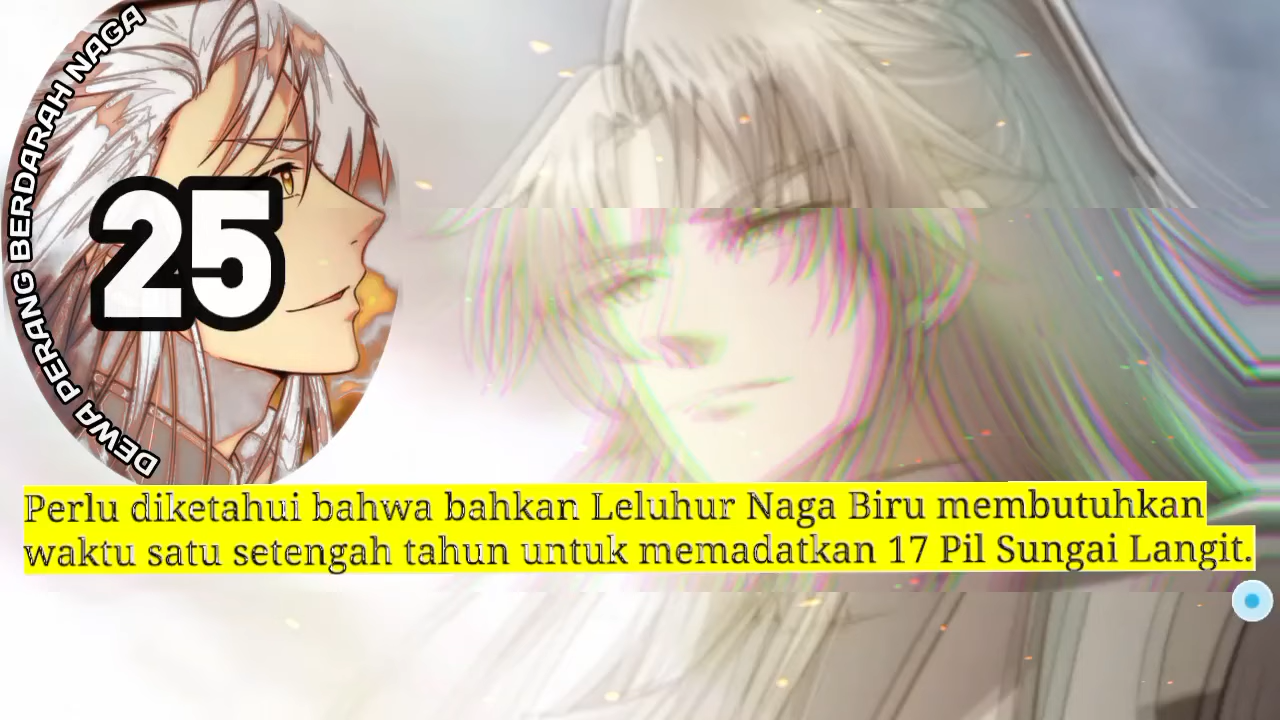 DEWA PERANG BERDARAH NAGA
25
Perlu diketahui bahwa bahkan Leluhur Naga Biru membutuhkan
waktu satu setengah tahun untuk memadatkan 17 Pil Sungai Langit.